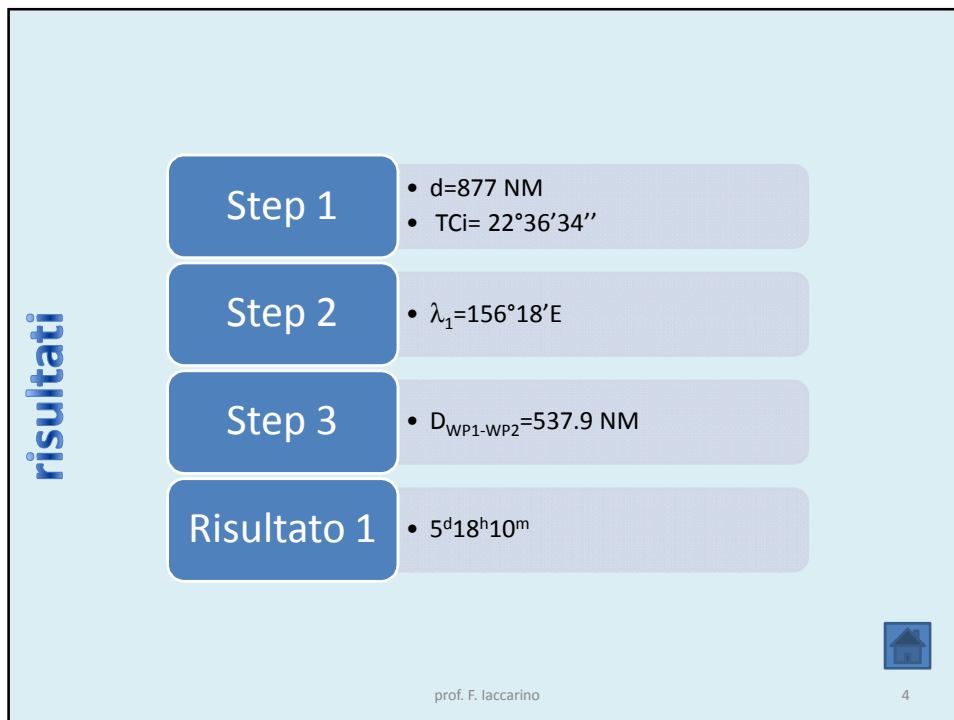 risultati
Step 1
• d=877 NM
• TCi= 22°36’34’’
Step 2
• λ₁=156°18’E
Step 3
• D_WP1-WP2=537.9 NM
Risultato 1
• 5ᵈ18ʰ10ᵐ
prof. F. Iaccarino
4